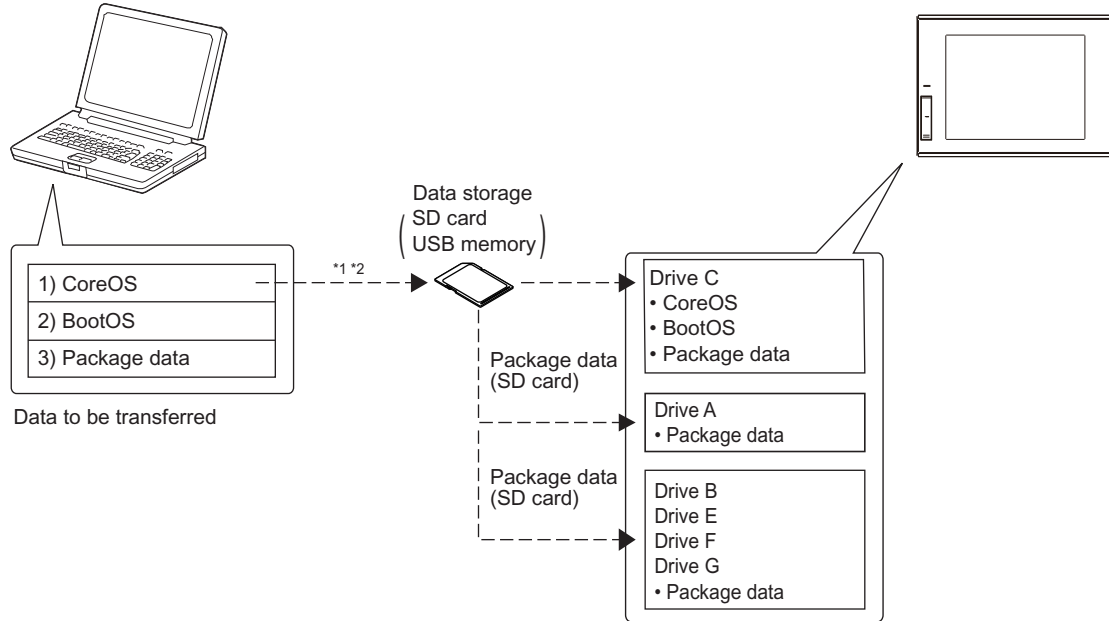 Data storage
SD card
USB memory
1) CoreOS
*1 *2
2) BootOS
3) Package data
Data to be transferred
Package data
(SD card)
Package data
(SD card)
Drive C
• CoreOS
• BootOS
• Package data
Drive A
• Package data
Drive B
Drive E
Drive F
Drive G
• Package data